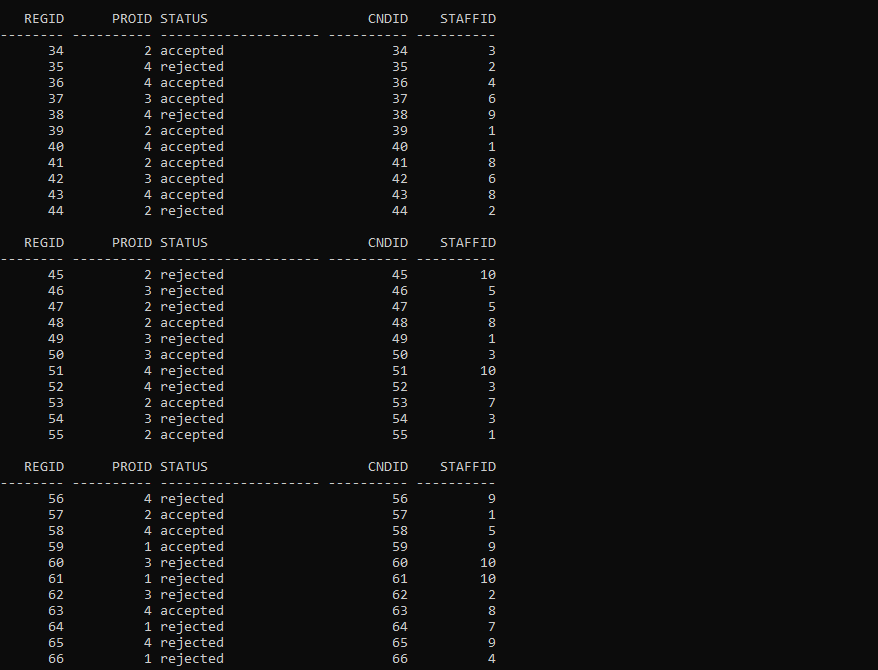 REGID      PROID STATUS                    CNDID    STAFFID
-------- ---------- -------------------- ---------- ----------
      34          2 accepted                     34          3
      35          4 rejected                     35          2
      36          4 accepted                     36          4
      37          3 accepted                     37          6
      38          4 rejected                     38          9
      39          2 accepted                     39          1
      40          4 accepted                     40          1
      41          2 accepted                     41          8
      42          3 accepted                     42          6
      43          4 accepted                     43          8
      44          2 rejected                     44          2

   REGID      PROID STATUS                    CNDID    STAFFID
-------- ---------- -------------------- ---------- ----------
      45          2 rejected                     45         10
      46          3 rejected                     46          5
      47          2 rejected                     47          5
      48          2 accepted                     48          8
      49          3 rejected                     49          1
      50          3 accepted                     50          3
      51          4 rejected                     51         10
      52          4 rejected                     52          3
      53          2 accepted                     53          7
      54          3 rejected                     54          3
      55          2 accepted                     55          1

   REGID      PROID STATUS                    CNDID    STAFFID
-------- ---------- -------------------- ---------- ----------
      56          4 rejected                     56          9
      57          2 accepted                     57          1
      58          4 accepted                     58          5
      59          1 accepted                     59          9
      60          3 rejected                     60         10
      61          1 rejected                     61         10
      62          3 rejected                     62          2
      63          4 accepted                     63          8
      64          1 rejected                     64          7
      65          4 rejected                     65          9
      66          1 rejected                     66          4